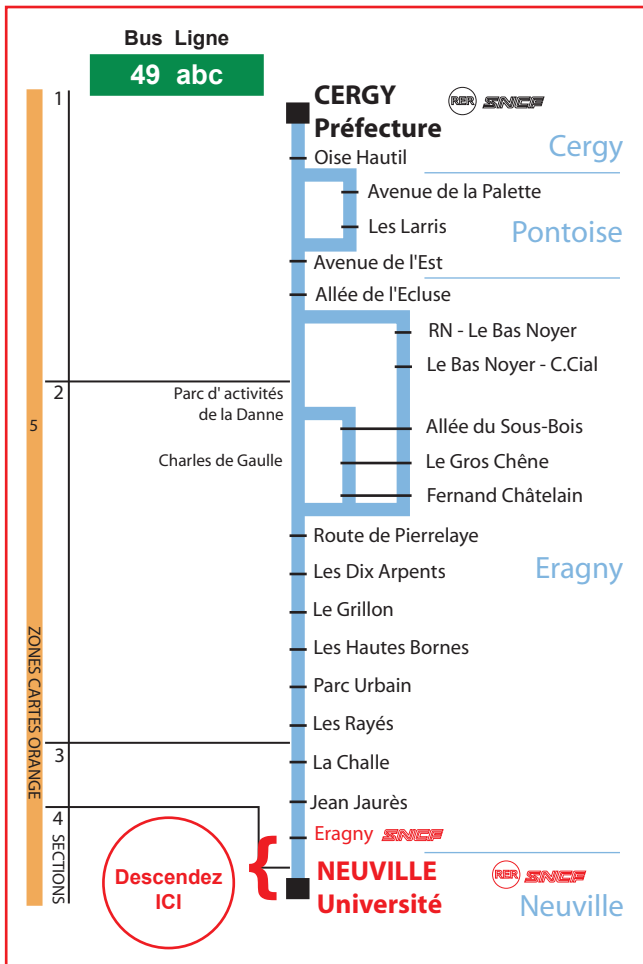 Bus Ligne
49 abc
1
CERGY
Préfecture
RER SNCF
Oise Hautil
Cergy
Avenue de la Palette
Les Larris
Pontoise
Avenue de l'Est
Allée de l'Ecluse
RN - Le Bas Noyer
Le Bas Noyer - C.Cial
2
Parc d' activités
de la Danne
5
Allée du Sous-Bois
Charles de Gaulle
Le Gros Chêne
Fernand Châtelain
Route de Pierrelaye
Les Dix Arpents
Eragny
Le Grillon
Les Hautes Bornes
Parc Urbain
Les Rayés
ZONES CARTES ORANGE
3
La Challe
Jean Jaurès
4
SECTIONS
Eragny SNCF
Descendez
ICI
{
NEUVILLE
Université
RER SNCF
Neuville